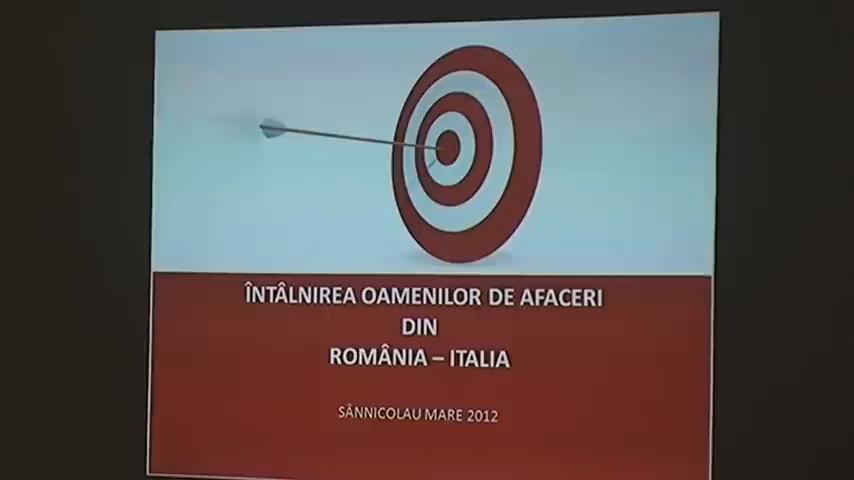 ÎNTÂLNIREA OAMENILOR DE AFACERI
DIN
ROMÂNIA – ITALIA
SÂNNICOLAU MARE 2012